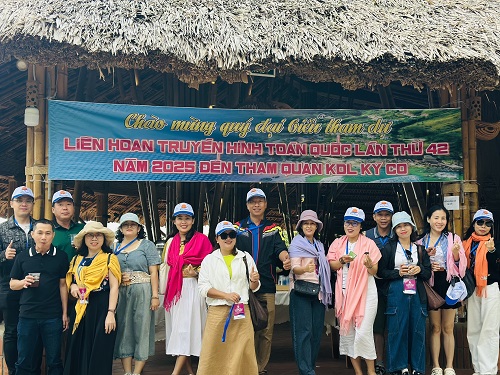 Chào mừng quý đại biểu tham dự
LIÊN HOAN TRUYỀN HÌNH TOÀN QUỐC LẦN THỨ 42
NĂM 2025 ĐẾN THAM QUAN KDL KỲ CO